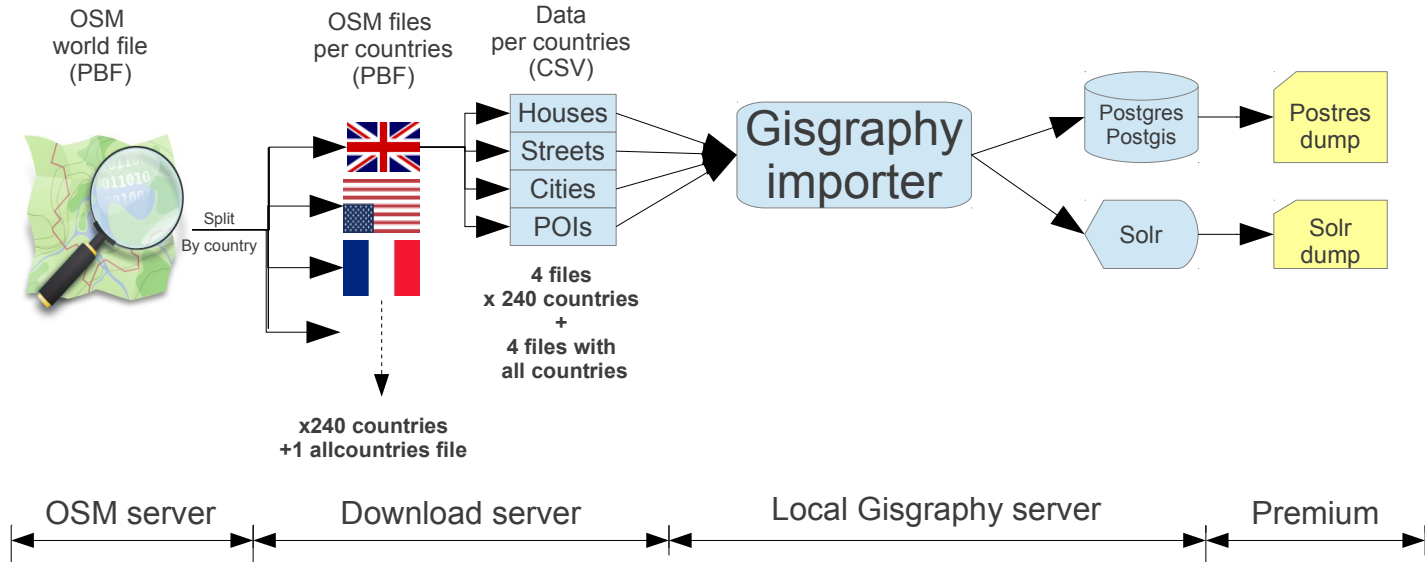 OSM
world file
(PBF)
OSM files
per countries
(PBF)
Data
per countries
(CSV)
Split
By country
Houses
Streets
Cities
POIs
4 files
x 240 countries
+
4 files with
all countries
x240 countries
+1 allcountries file
Gisgraphy
importer
Postgres
Postgis
Solr
Postres
dump
Solr
dump
OSM server
Download server
Local Gisgraphy server
Premium